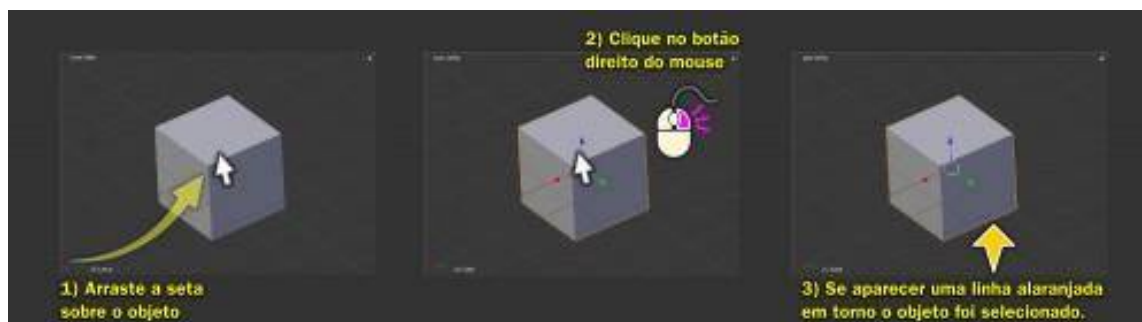 1) Arraste a seta
sobre o objeto
2) Clique no botão
direito do mouse
3) Se aparecer uma linha alaranjada
em torno o objeto foi selecionado.